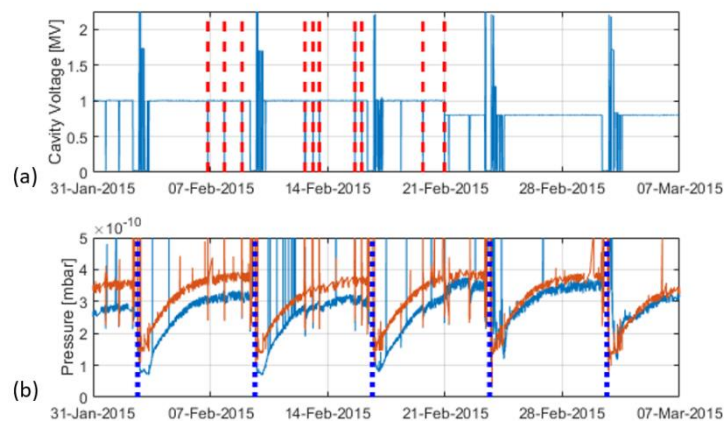 Cavity Voltage [MV]
2
1.5
1
0.5
0
(a)
31-Jan-2015 07-Feb-2015 14-Feb-2015 21-Feb-2015 28-Feb-2015 07-Mar-2015
×10⁻¹⁰
Pressure [mbar]
5
4
3
2
1
0
(b)
31-Jan-2015 07-Feb-2015 14-Feb-2015 21-Feb-2015 28-Feb-2015 07-Mar-2015